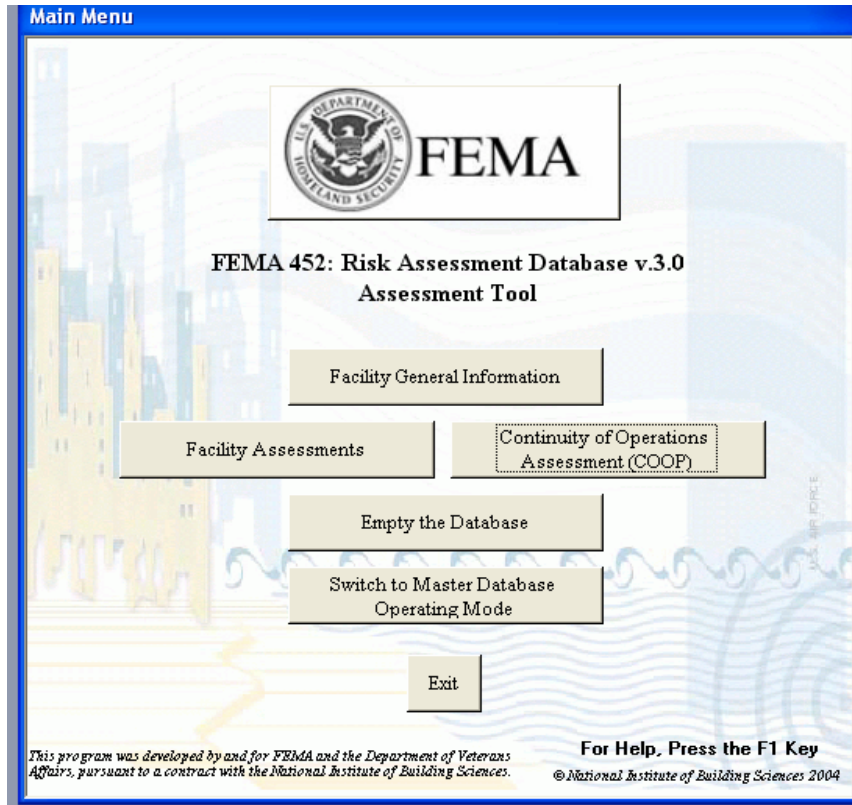 Main Menu
U.S. DEPARTMENT OF
HOMELAND SECURITY
FEMA
FEMA 452: Risk Assessment Database v.3.0
Assessment Tool
Facility General Information
Facility Assessments
Continuity of Operations
Assessment (COOP)
Empty the Database
U.S. AIR FORCE
Switch to Master Database
Operating Mode
Exit
This program was developed by and for FEMA and the Department of Veterans
Affairs, pursuant to a contract with the National Institute of Building Sciences.
For Help, Press the F1 Key
© National Institute of Building Sciences 2004